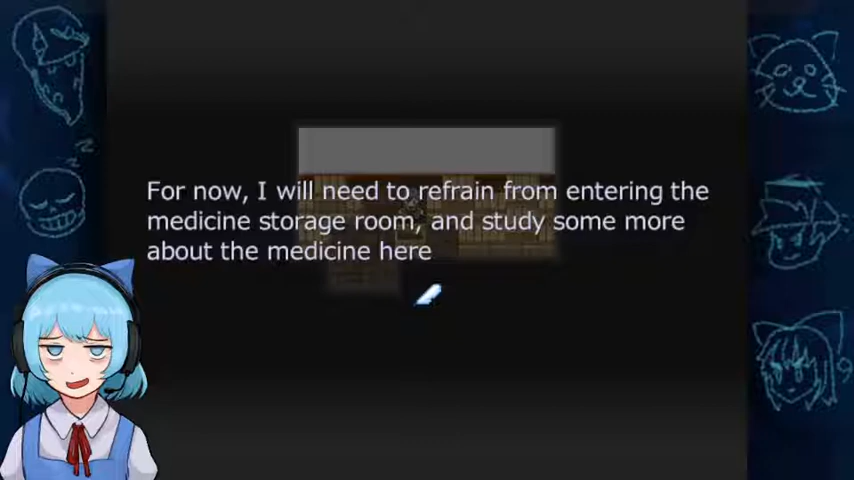 For now, I will need to refrain from entering the
medicine storage room, and study some more
about the medicine here